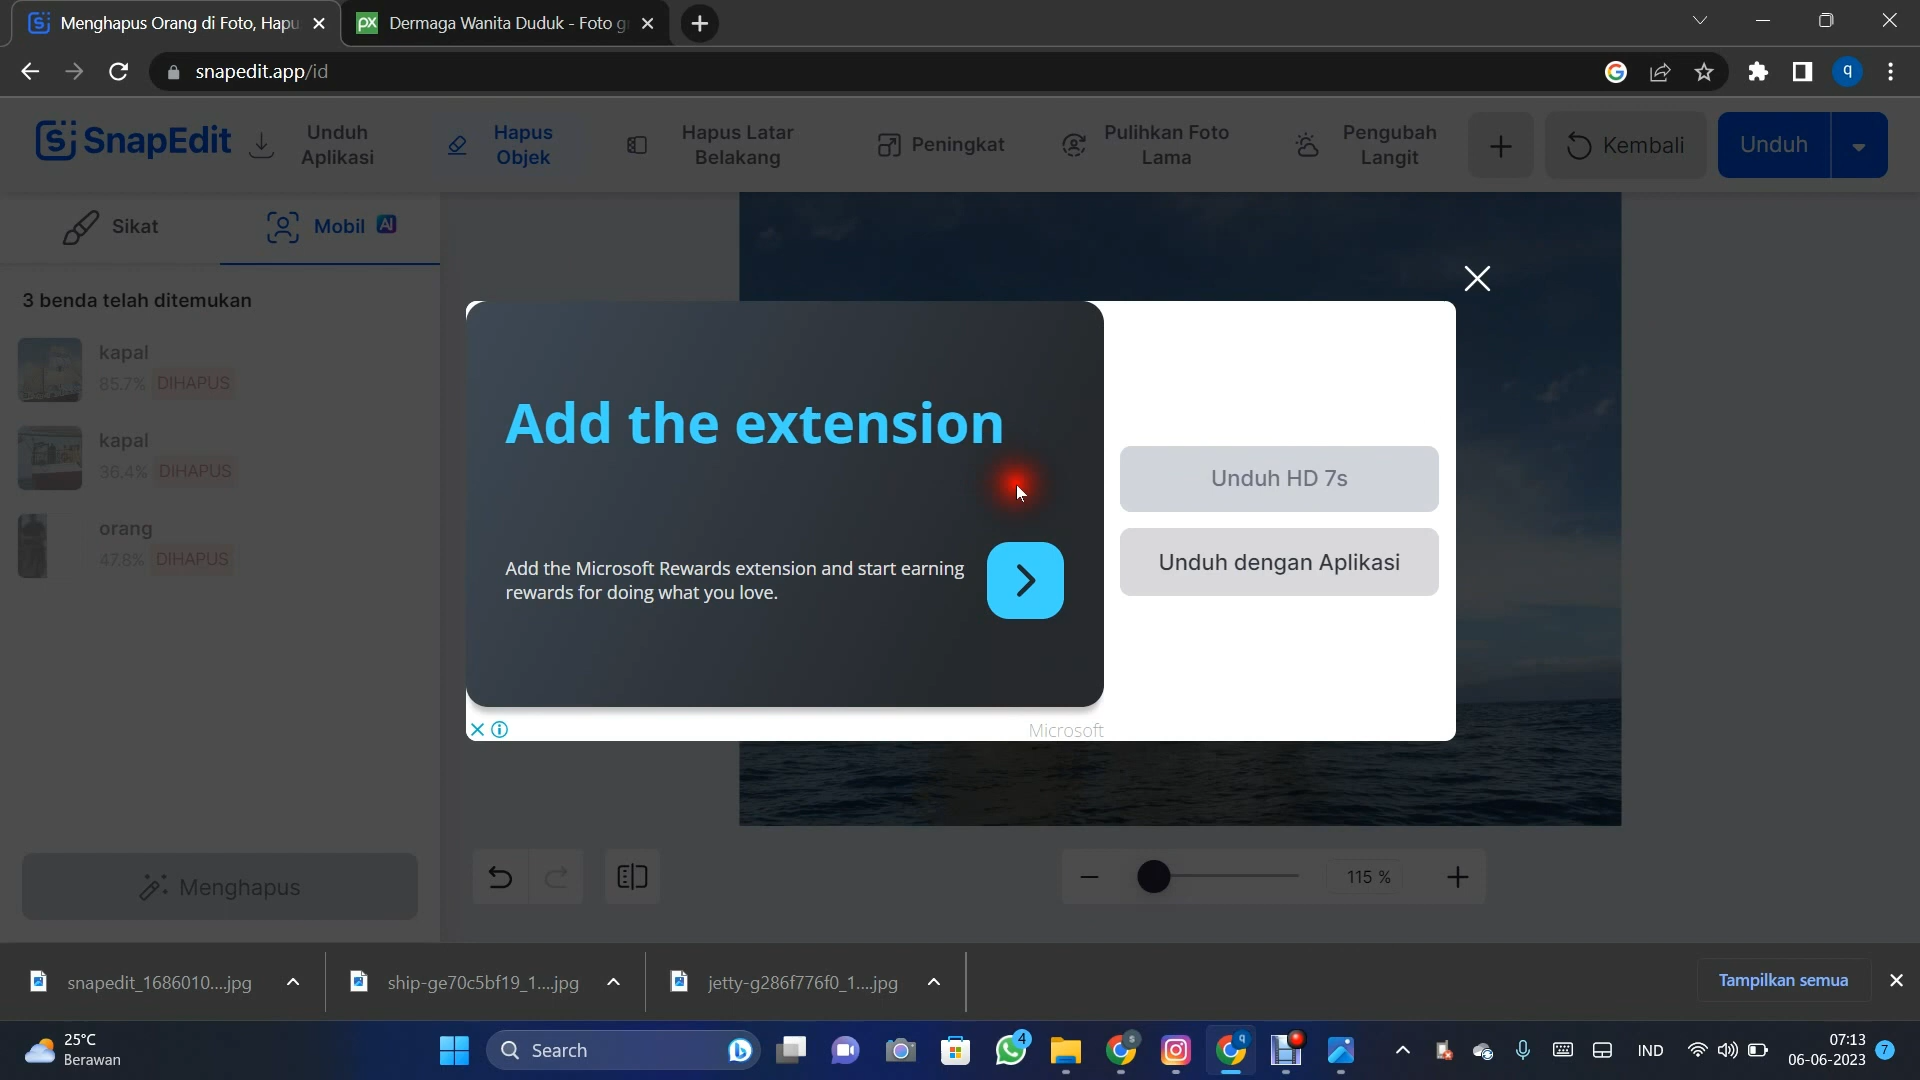 Menghapus Orang di Foto, Hapu
Dermaga Wanita Duduk - Foto g
snapedit.app/id
q
SnapEdit
Unduh
Aplikasi
Hapus
Objek
Hapus Latar
Belakang
Peningkat
Pulihkan Foto
Lama
Pengubah
Langit
Kembali
Unduh
Sikat
Mobil AI
3 benda telah ditemukan
kapal
85.7% DIHAPUS
kapal
36.4% DIHAPUS
orang
47.8% DIHAPUS
Menghapus
Add the extension
Add the Microsoft Rewards extension and start earning
rewards for doing what you love.
Microsoft
Unduh HD 7s
Unduh dengan Aplikasi
115 %
snapedit_1686010....jpg
ship-ge70c5bf19_1....jpg
jetty-g286f776f0_1....jpg
Tampilkan semua
25°C
Berawan
Search
4
s
q
IND
07:13
06-06-2023
7